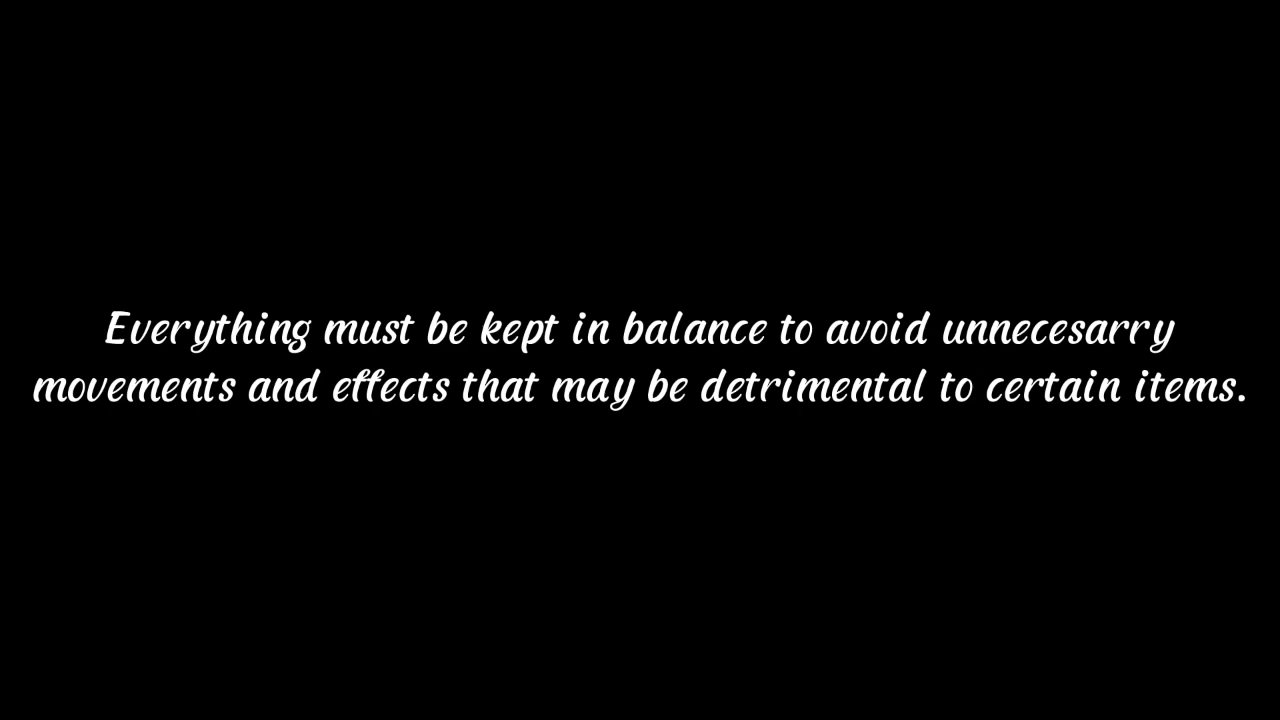 Everything must be kept in balance to avoid unnecesarry
movements and effects that may be detrimental to certain items.